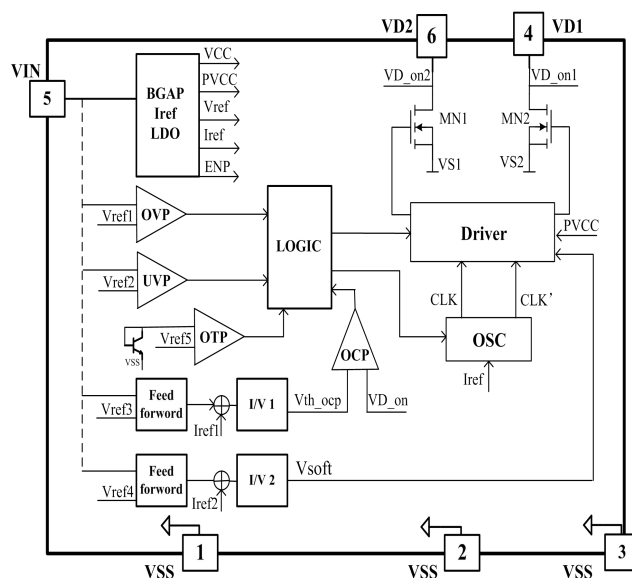 VD2
6
4
VD1
VIN
5
BGAP
Iref
LDO
VCC
PVCC
Vref
Iref
ENP
VD_on2
VD_on1
MN1
MN2
VS1
VS2
Vref1
OVP
Vref2
UVP
LOGIC
Driver
PVCC
CLK
CLK'
VSS
Vref5
OTP
OCP
OSC
Iref
Feed
forword
Vref3
Iref1
I/V 1
Vth_ocp
VD_on
Feed
forword
Vref4
Iref2
I/V 2
Vsoft
VSS
1
VSS
2
VSS
3